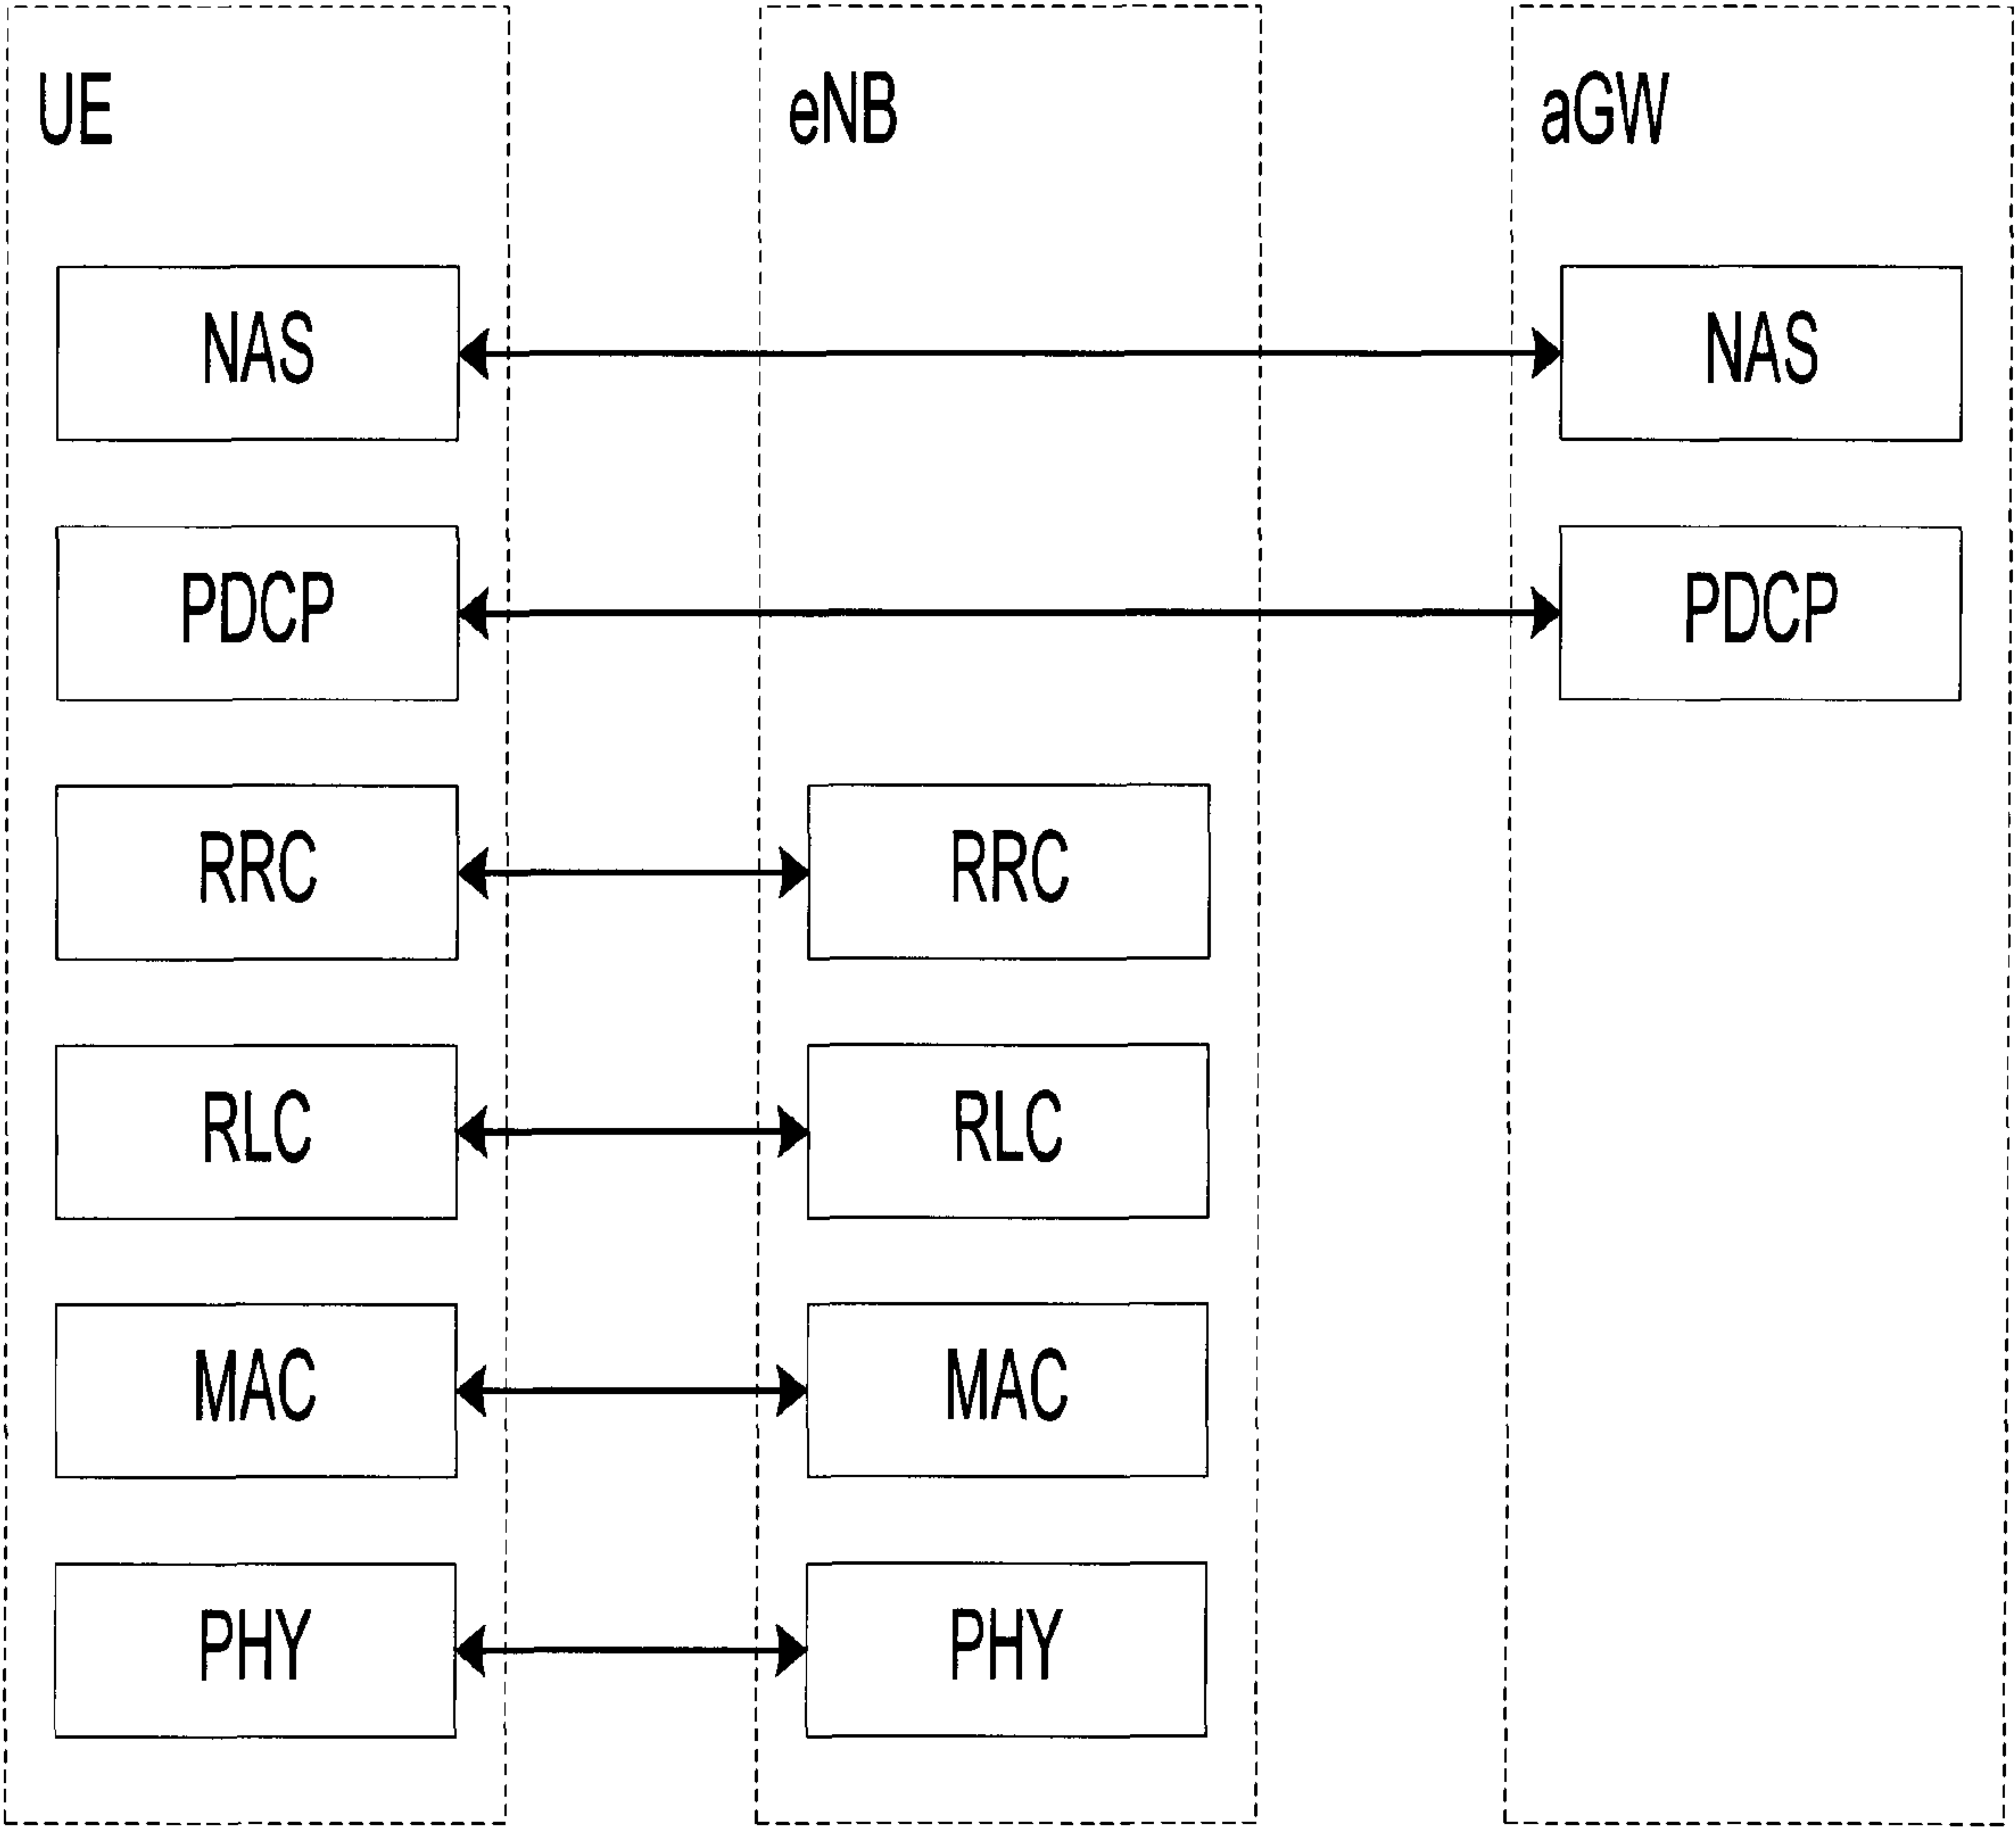 UE eNB aGW
NAS NAS
PDCP PDCP
RRC RRC
RLC RLC
MAC MAC
PHY PHY